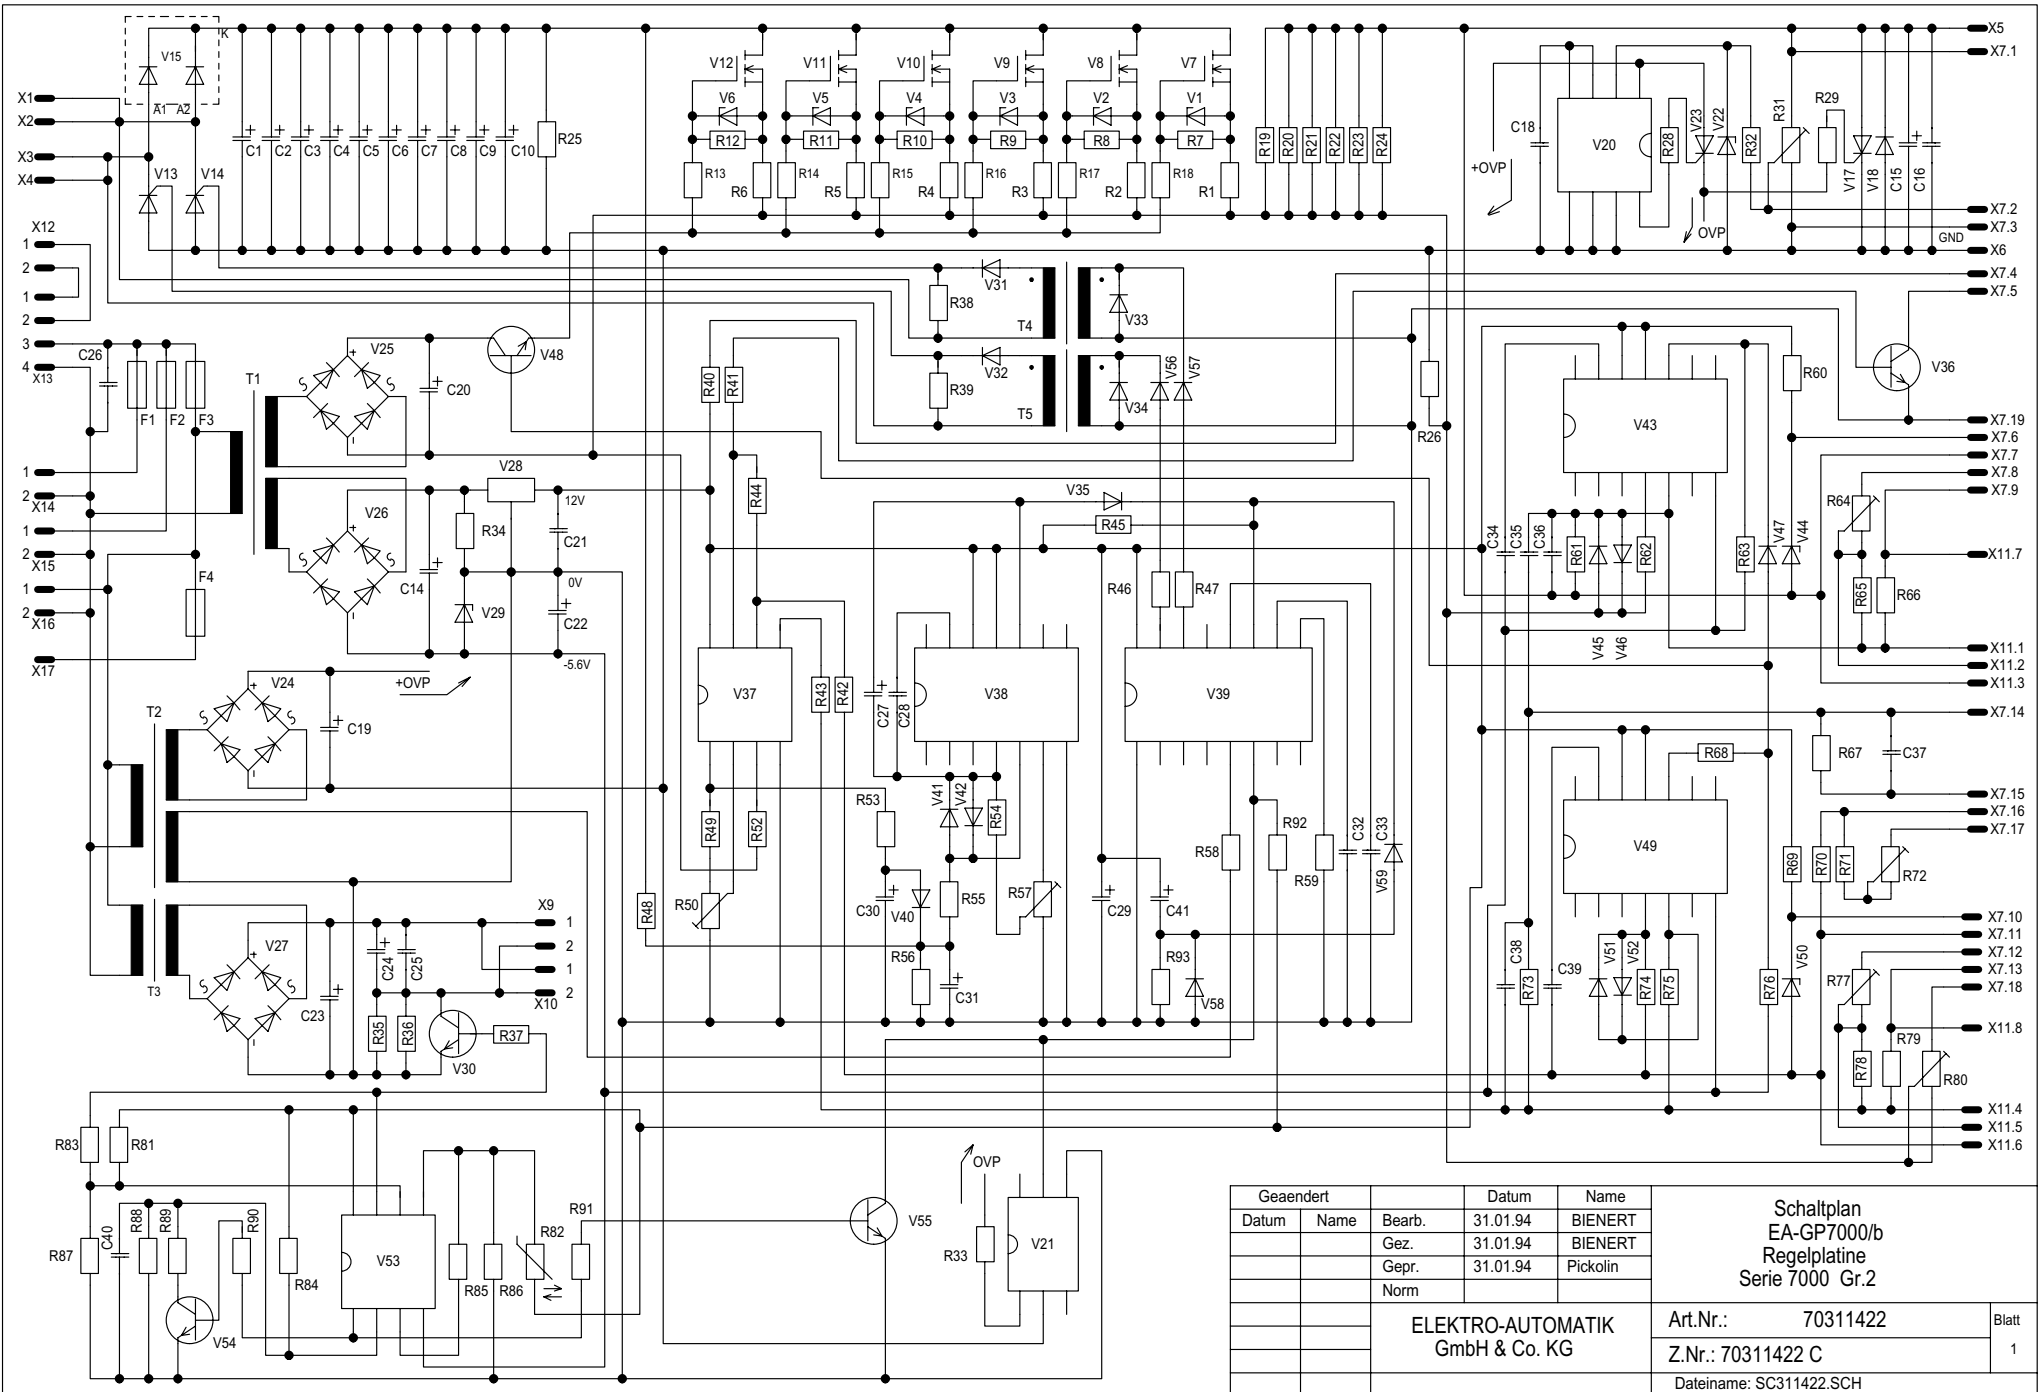 K
V15
A1 A2
X1
X2
X3
X4
V13
V14
C1
C2
C3
C4
C5
C6
C7
C8
C9
C10
R25
V12
V11
V10
V9
V8
V7
V6
V5
V4
V3
V2
V1
R12
R11
R10
R9
R8
R7
R13
R6
R14
R5
R15
R4
R16
R3
R17
R2
R18
R1
R19
R20
R21
R22
R23
R24
+OVP
C18
V20
R28
V23
V22
R32
OVP
R31
R29
V17
V18
C15
C16
GND
X5
X7.1
X7.2
X7.3
X6
X7.4
X7.5
X12
1
2
1
2
3
4
X13
C26
F1
F2
F3
T1
V25
C20
V48
1
2
X14
1
2
X15
1
2
X16
X17
F4
V26
C14
R34
V28
12V
C21
0V
V29
C22
-5.6V
R38
V31
T4
V33
R39
V32
T5
V34
V56
V57
R40
R41
R26
R44
V35
R45
R46
R47
V43
R60
V36
X7.19
X7.6
X7.7
X7.8
X7.9
R64
C34
C35
C36
R61
R62
R63
V47
V44
X11.7
R65
R66
V45
V46
X11.1
X11.2
X11.3
X7.14
V24
+OVP
T2
C19
V37
R43
R42
C27
C28
V38
V39
R68
R67
C37
X7.15
X7.16
X7.17
R49
R52
R53
V41
V42
R54
R58
R92
R59
C32
C33
V59
V49
R69
R70
R71
R72
R48
R50
C30
V40
R55
R57
C29
C41
R56
C31
R93
V58
X7.10
X7.11
X7.12
X7.13
X7.18
C38
R73
C39
V51
V52
R74
R75
R76
V50
R77
X11.8
R79
R78
R80
X11.4
X11.5
X11.6
T3
V27
C23
C24
C25
X9
1
2
1
2
X10
R35
R36
R37
V30
R83
R81
R87
C40
R88
R89
R90
R84
V54
V53
R85
R86
R82
R91
V55
OVP
R33
V21
Geaendert Datum Name
Datum Name Bearb. 31.01.94 BIENERT
Gez. 31.01.94 BIENERT
Gepr. 31.01.94 Pickolin
Norm
Schaltplan
EA-GP7000/b
Regelplatine
Serie 7000 Gr.2
ELEKTRO-AUTOMATIK
GmbH & Co. KG
Art.Nr.: 70311422
Blatt
1
Z.Nr.: 70311422 C
Dateiname: SC311422.SCH